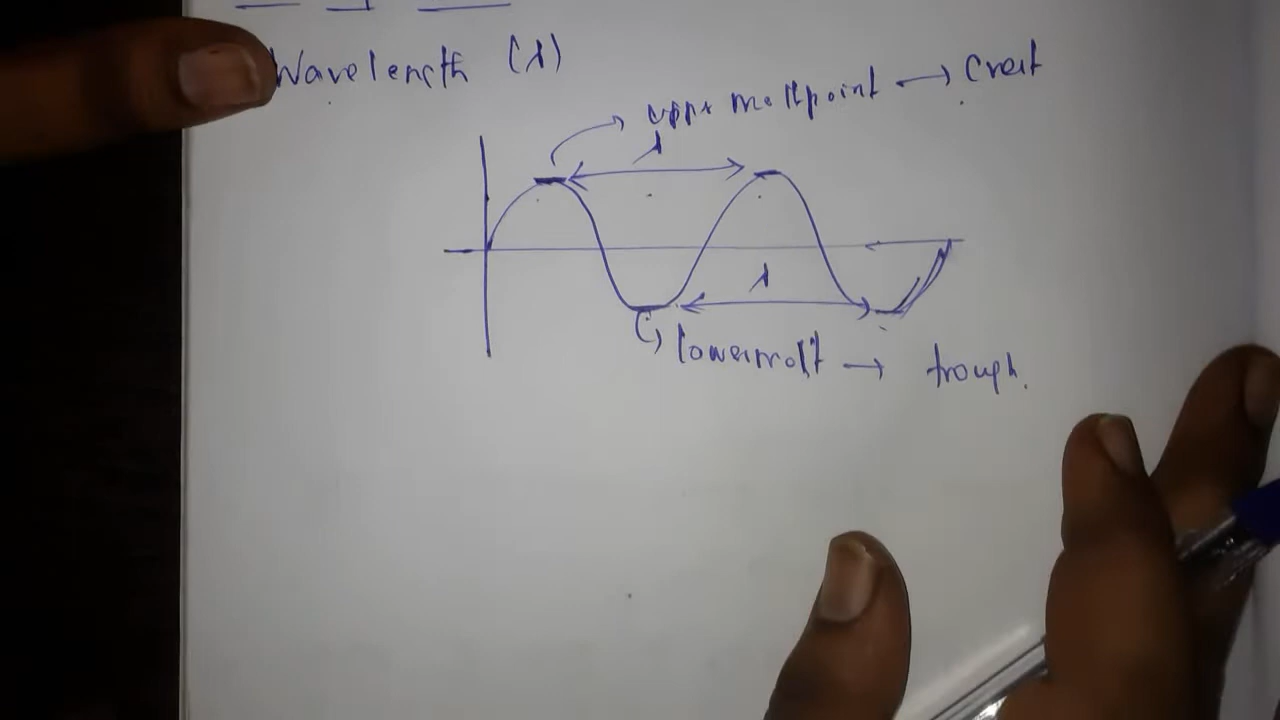 Wavelength (λ)
uppermost point → Crest
λ
λ
lowermost → trough.